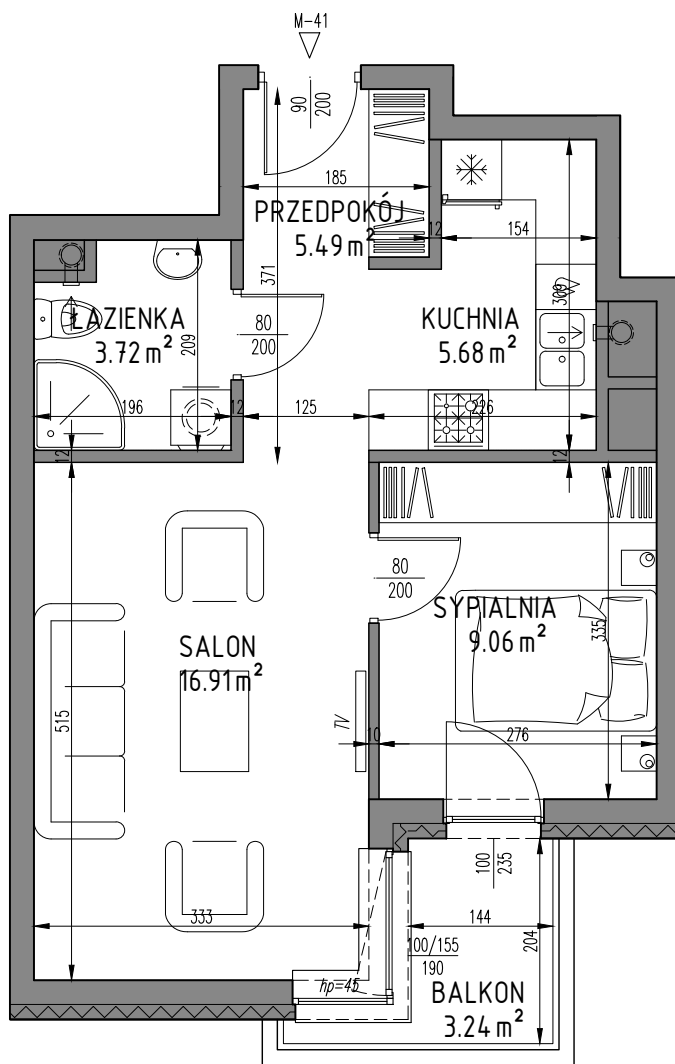 M-41
90
200
185
PRZEDPOKÓJ
5.49 m²
12
154
371
309
ŁAZIENKA
3.72 m²
209
80
200
KUCHNIA
5.68 m²
196
12
125
226
12
12
80
200
SYPIALNIA
9.06 m²
335
SALON
16.91 m²
515
TV
10
276
100
235
333
144
204
100/155
190
hp=45
BALKON
3.24 m²